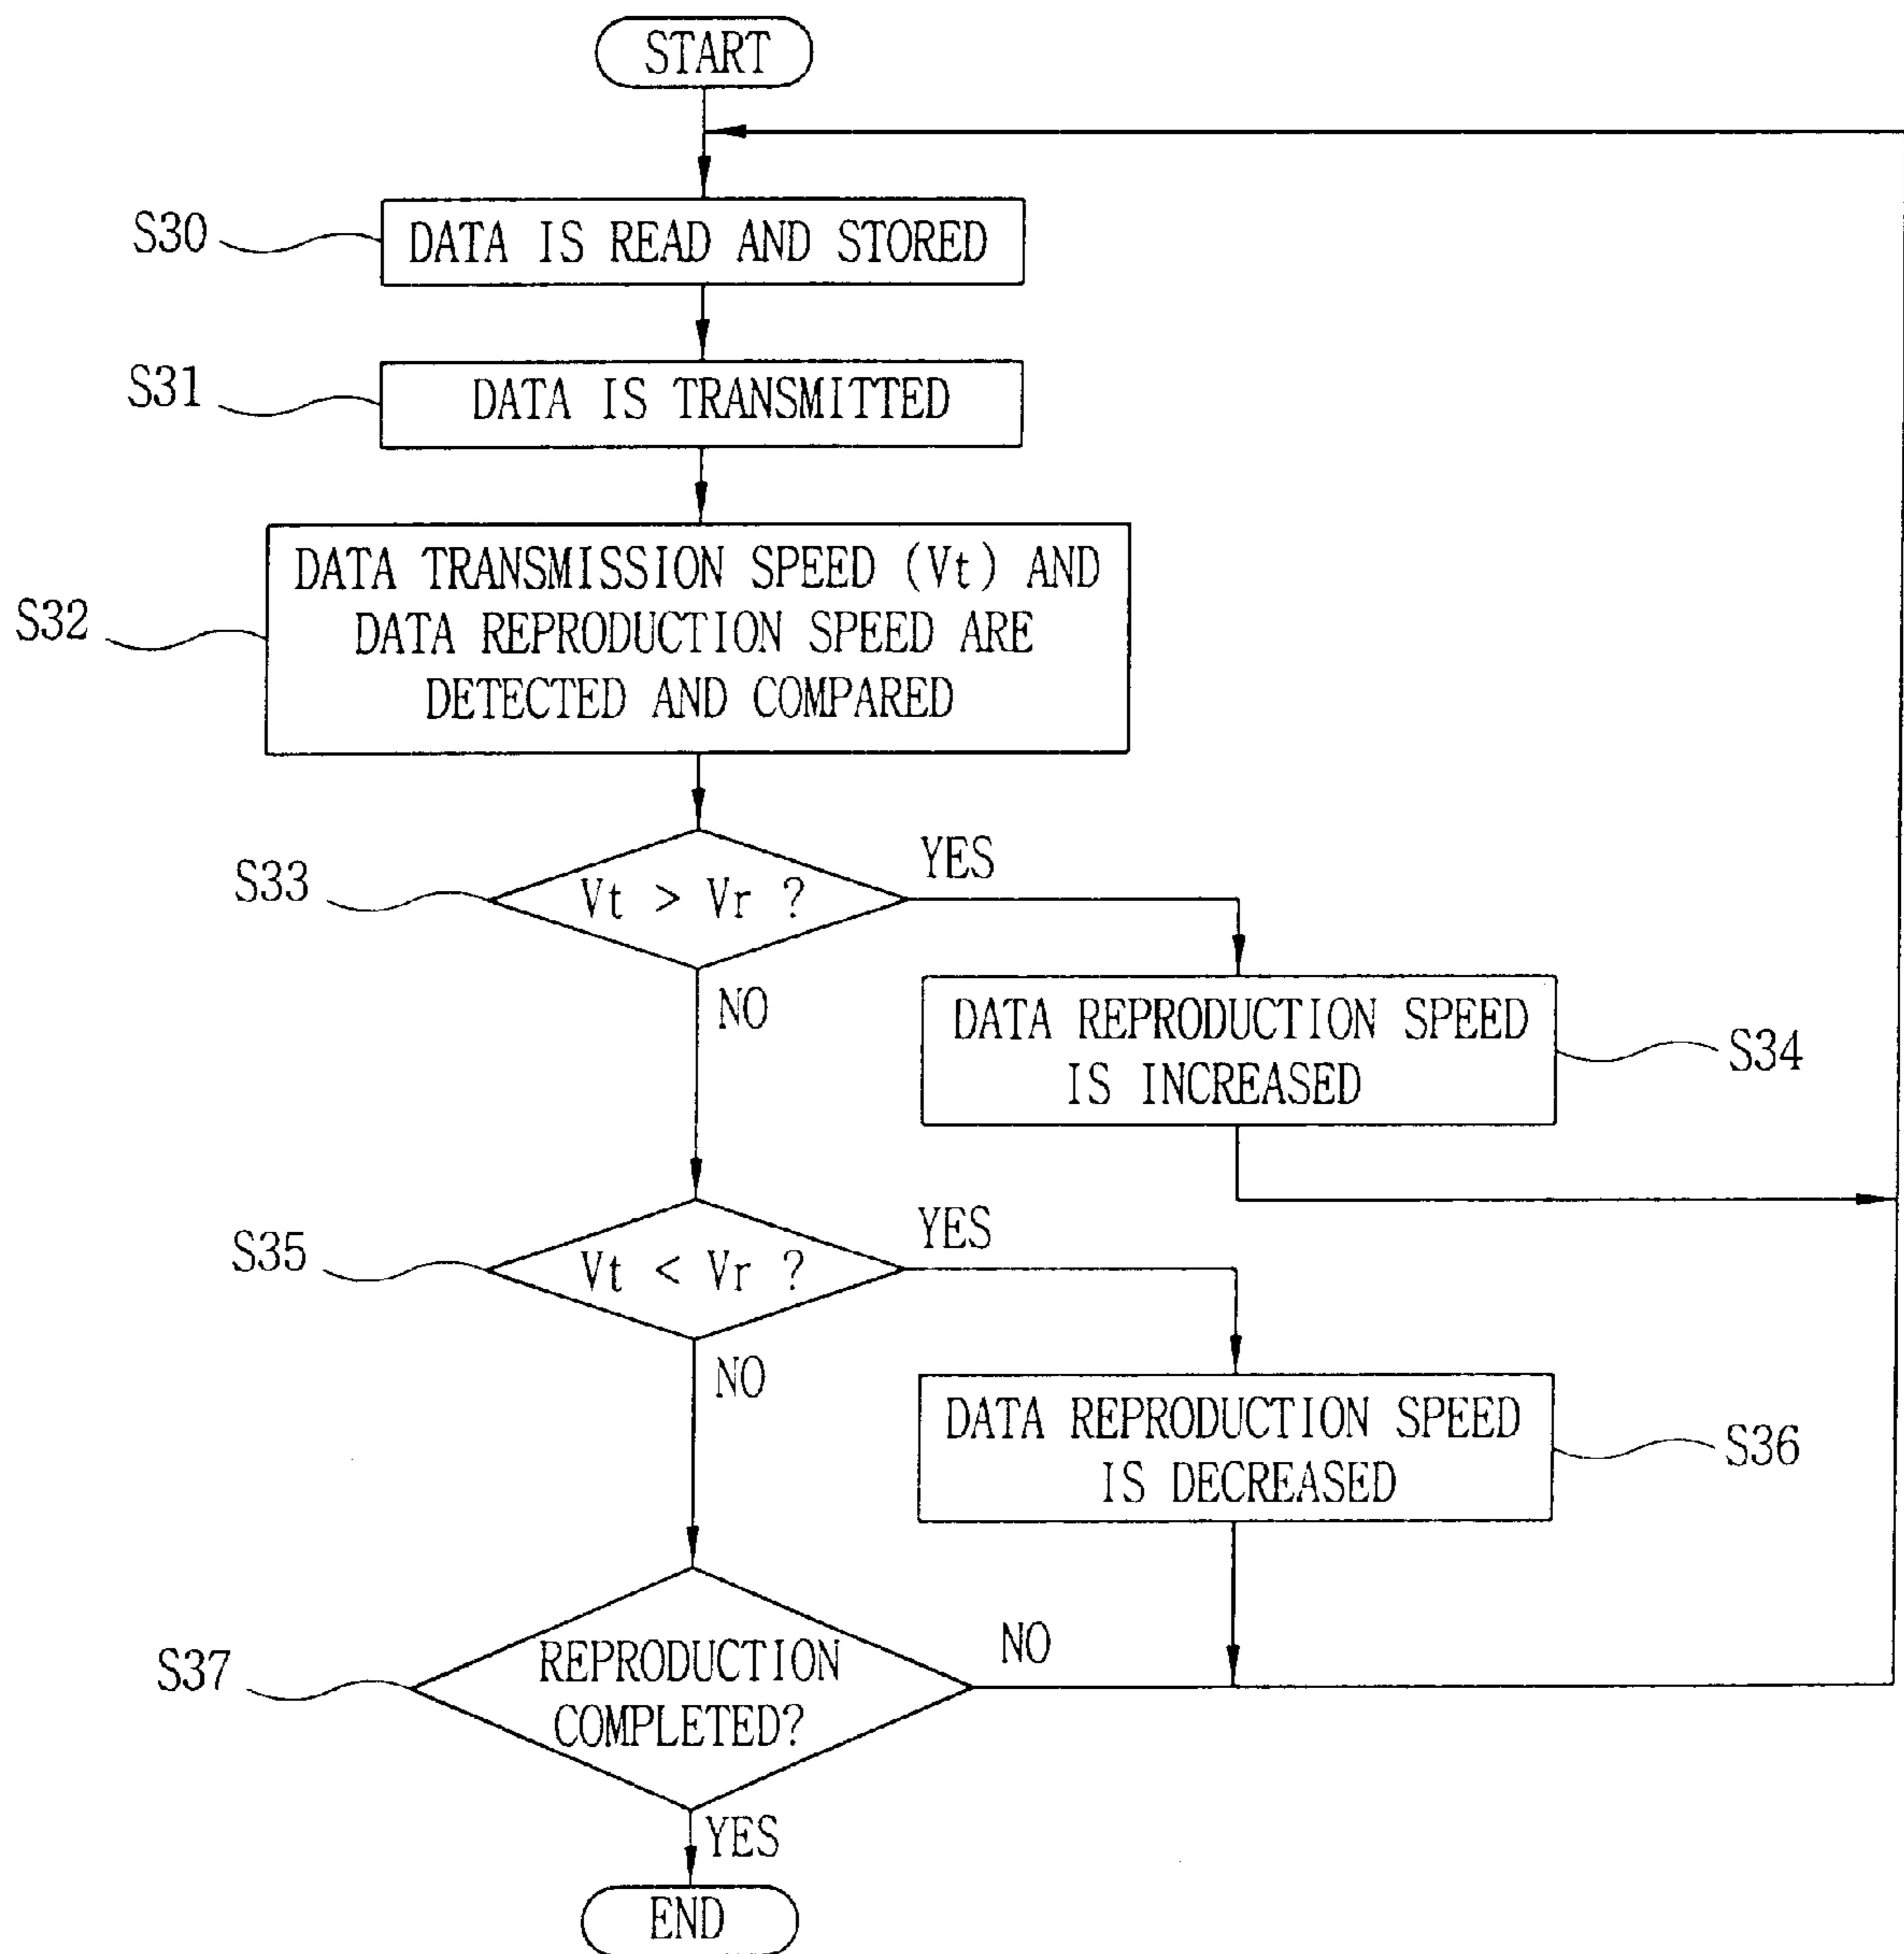 START
S30
DATA IS READ AND STORED
S31
DATA IS TRANSMITTED
S32
DATA TRANSMISSION SPEED (Vt) AND
DATA REPRODUCTION SPEED ARE
DETECTED AND COMPARED
S33
Vt > Vr ?
YES
NO
DATA REPRODUCTION SPEED
IS INCREASED
S34
S35
Vt < Vr ?
YES
NO
DATA REPRODUCTION SPEED
IS DECREASED
S36
S37
REPRODUCTION
COMPLETED?
NO
YES
END